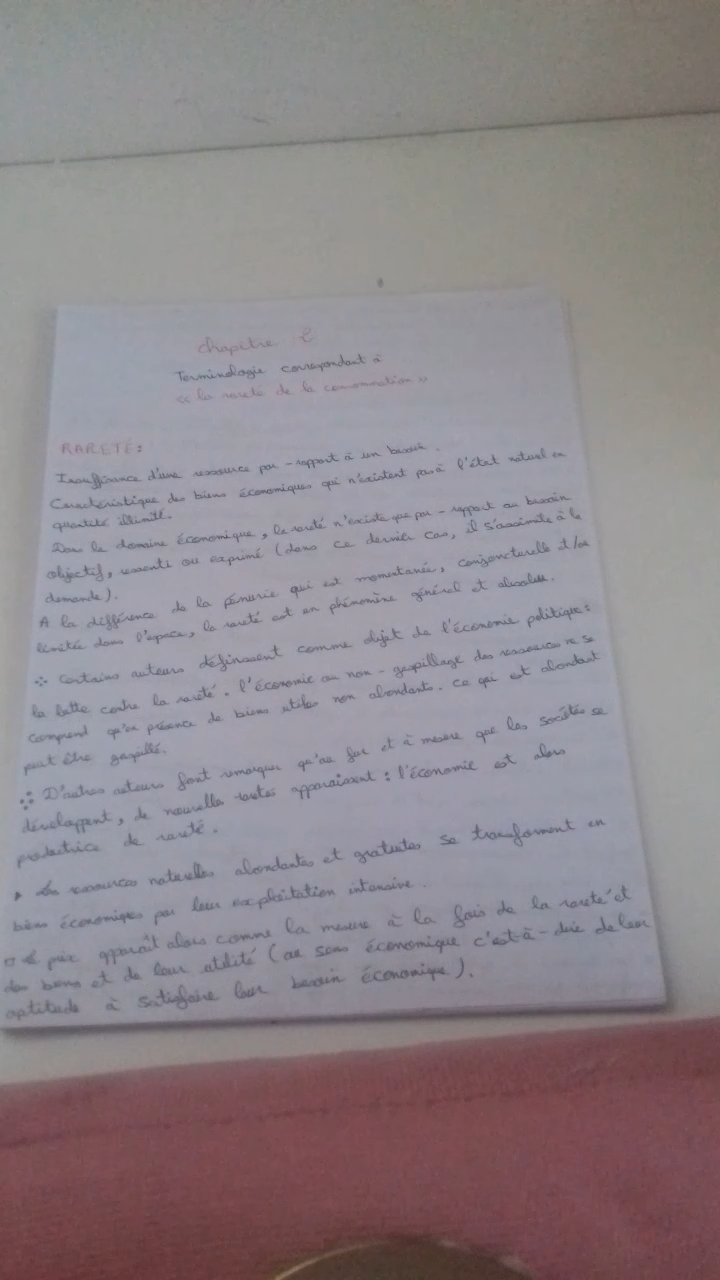 Chapitre
Terminologie correspondant à
« la rareté de la consommation »
RARETÉ :
Insuffisance d'une ressource par-rapport à un besoin.
Caractéristique des biens économiques qui n'existent pas à l'état naturel en
quantité illimité.
Dans le domaine économique, la rareté n'existe que par-rapport au besoin
objectif, ressenti ou exprimé (dans ce dernier cas, il s'assimile à la
demande).
A la différence de la pénurie qui est momentanée, conjoncturelle et/ou
limitée dans l'espace, la rareté est un phénomène général et absolue.
Certains auteurs définissent comme objet de l'économie politique :
la lutte contre la rareté. l'économie ou non-gaspillage des ressources ne se
comprend qu'en présence de biens utiles non abondants. ce qui est abondant
peut être gaspillé.
D'autres auteurs font remarquer qu'au fur et à mesure que les sociétés se
développent, de nouvelles raretés apparaissent : l'économie est alors
productrice de rareté.
Les ressources naturelles abondantes et gratuites se transforment en
biens économiques par leur exploitation intensive.
le prix apparaît alors comme la mesure à la fois de la rareté et
des biens et de leur utilité (au sens économique c'est-à-dire de leur
aptitude à satisfaire leur besoin économique).